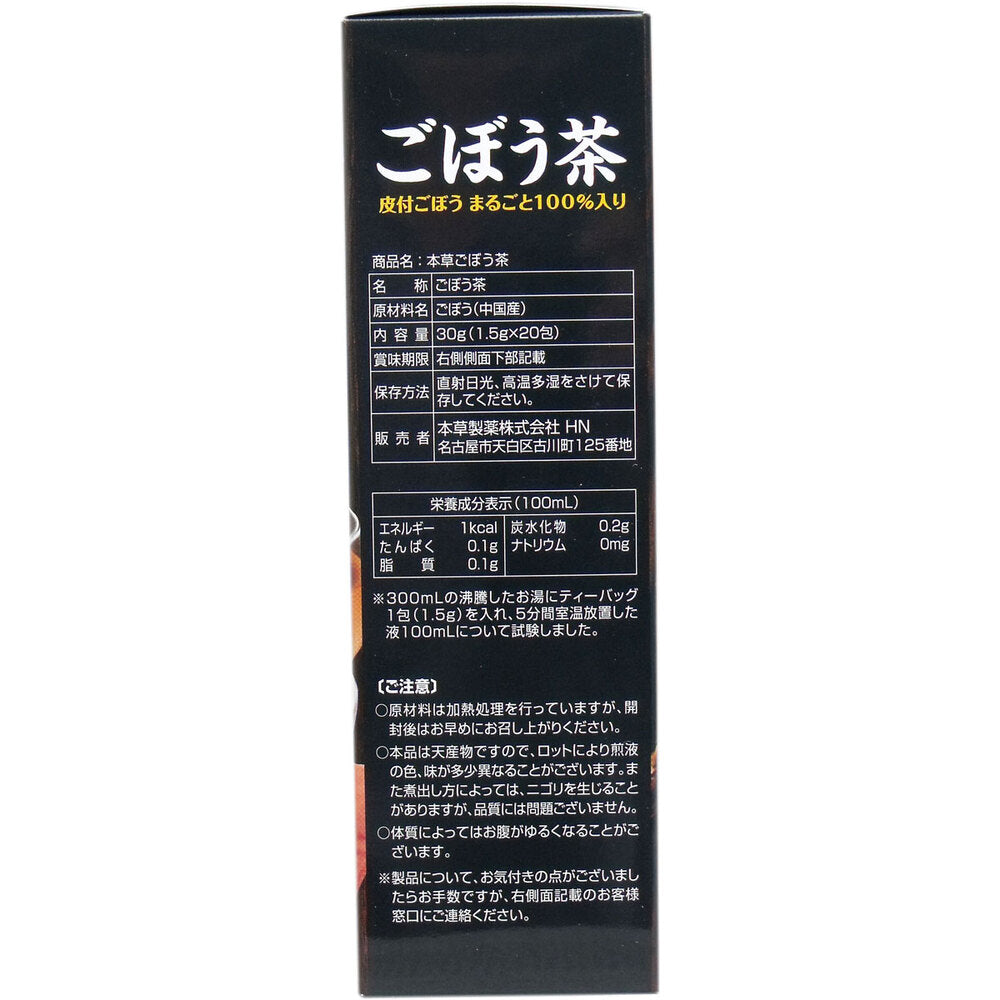 ごぼう茶
皮付ごぼう まるごと100%入り
商品名：本草ごぼう茶
名 称 ごぼう茶
原材料名 ごぼう(中国産)
内容量 30g(1.5g×20包)
賞味期限 右側側面下部記載
保存方法 直射日光、高温多湿をさけて保
存してください。
販売者 本草製薬株式会社 HN
名古屋市天白区古川町125番地
栄養成分表示(100mL)
エネルギー 1kcal 炭水化物 0.2g
たんぱく 0.1g ナトリウム 0mg
脂質 0.1g
※300mLの沸騰したお湯にティーバッグ
1包(1.5g)を入れ、5分間室温放置した
液100mLについて試験しました。
〔ご注意〕
○原材料は加熱処理を行っていますが、開
封後はお早めにお召し上がりください。
○本品は天産物ですので、ロットにより煎液
の色、味が多少異なることがございます。ま
た煮出し方によっては、ニゴリを生じること
がありますが、品質には問題ございません。
○体質によってはお腹がゆるくなることがご
ざいます。
※製品について、お気付きの点がございまし
たらお手数ですが、右側面記載のお客様
窓口にご連絡ください。